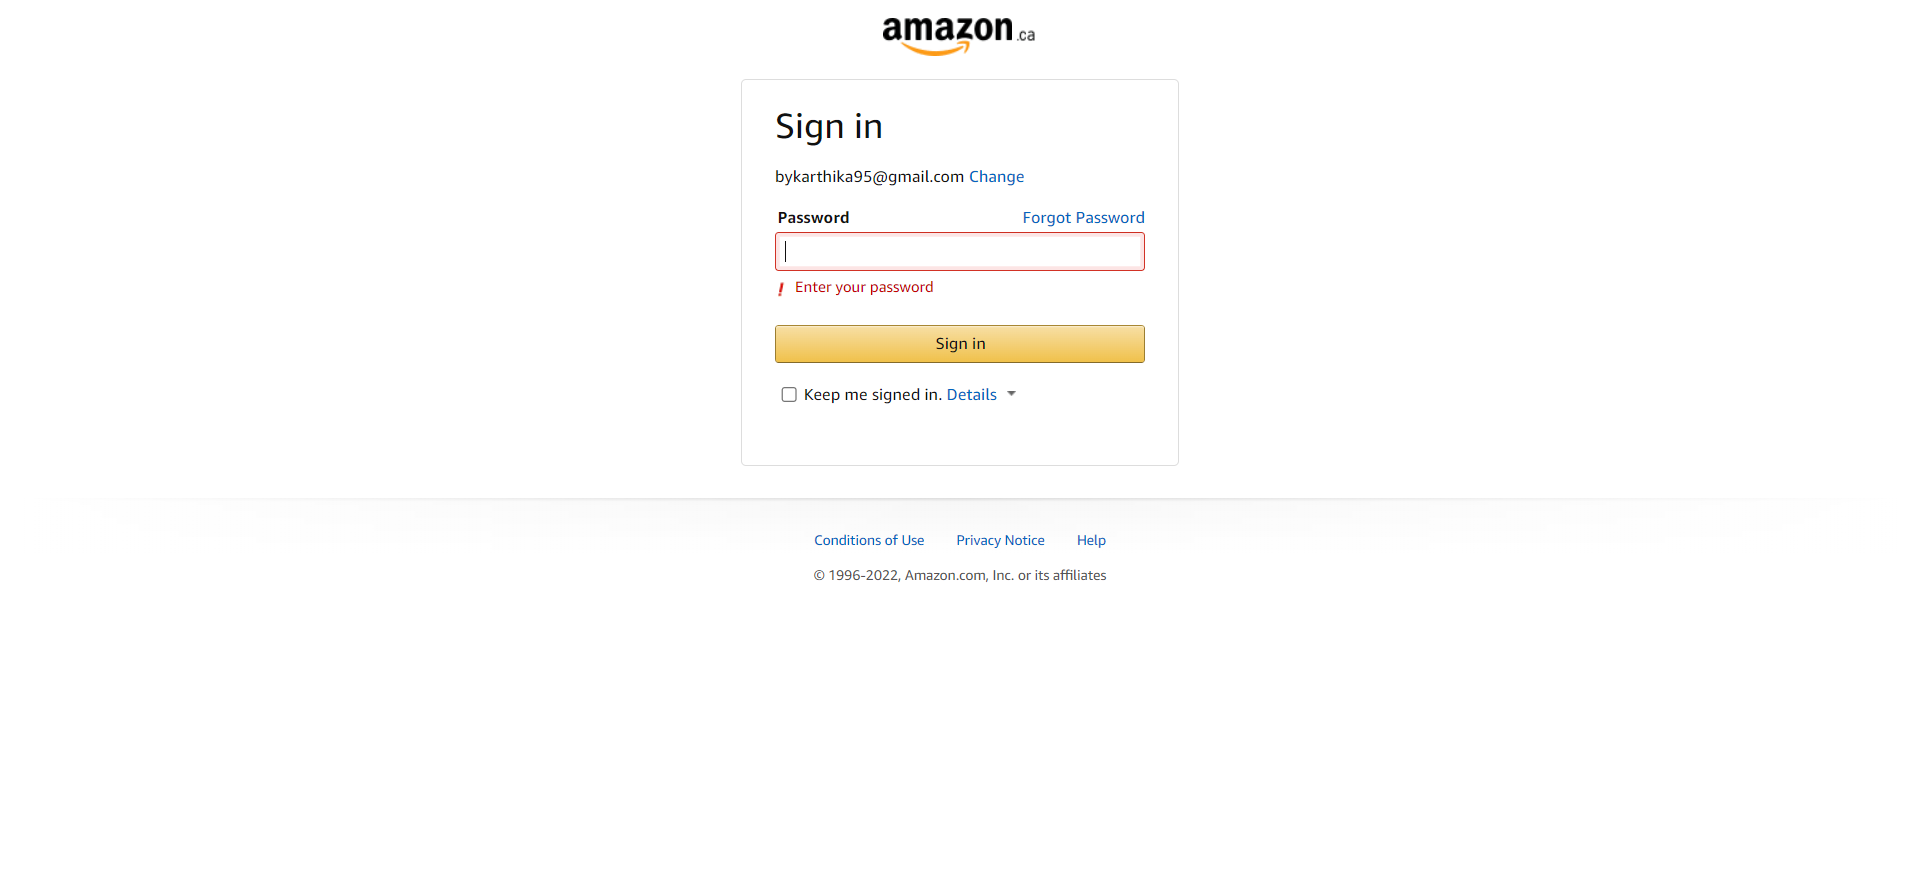 amazon.ca
Sign in
bykarthika95@gmail.com Change
Password Forgot Password
Enter your password
Sign in
Keep me signed in. Details
Conditions of Use Privacy Notice Help
© 1996-2022, Amazon.com, Inc. or its affiliates